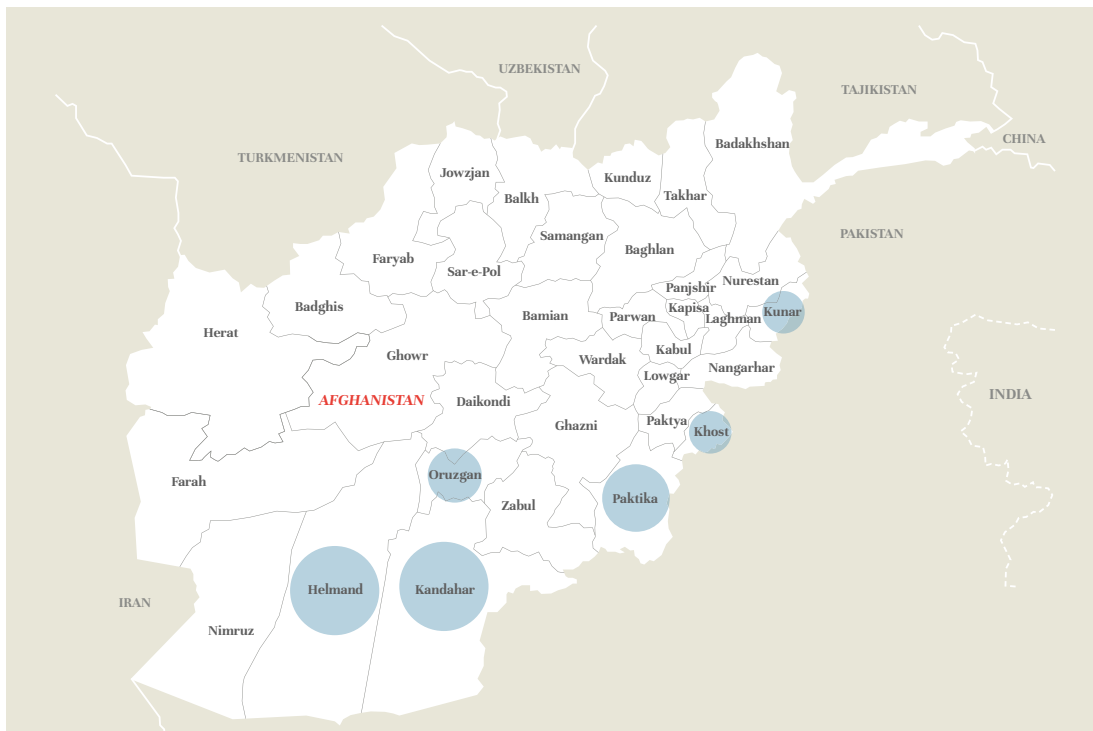 UZBEKISTAN
TAJIKISTAN
CHINA
TURKMENISTAN
Badakhshan
Jowzjan
Kunduz
Balkh
Takhar
PAKISTAN
Samangan
Baghlan
Faryab
Sar-e-Pol
Nurestan
Panjshir
Badghis
Kapisa
Kunar
Bamian
Parwan
Laghman
Herat
Kabul
Ghowr
Wardak
Nangarhar
Lowgar
INDIA
AFGHANISTAN
Daikondi
Paktya
Ghazni
Khost
Oruzgan
Farah
Paktika
Zabul
Helmand
Kandahar
IRAN
Nimruz